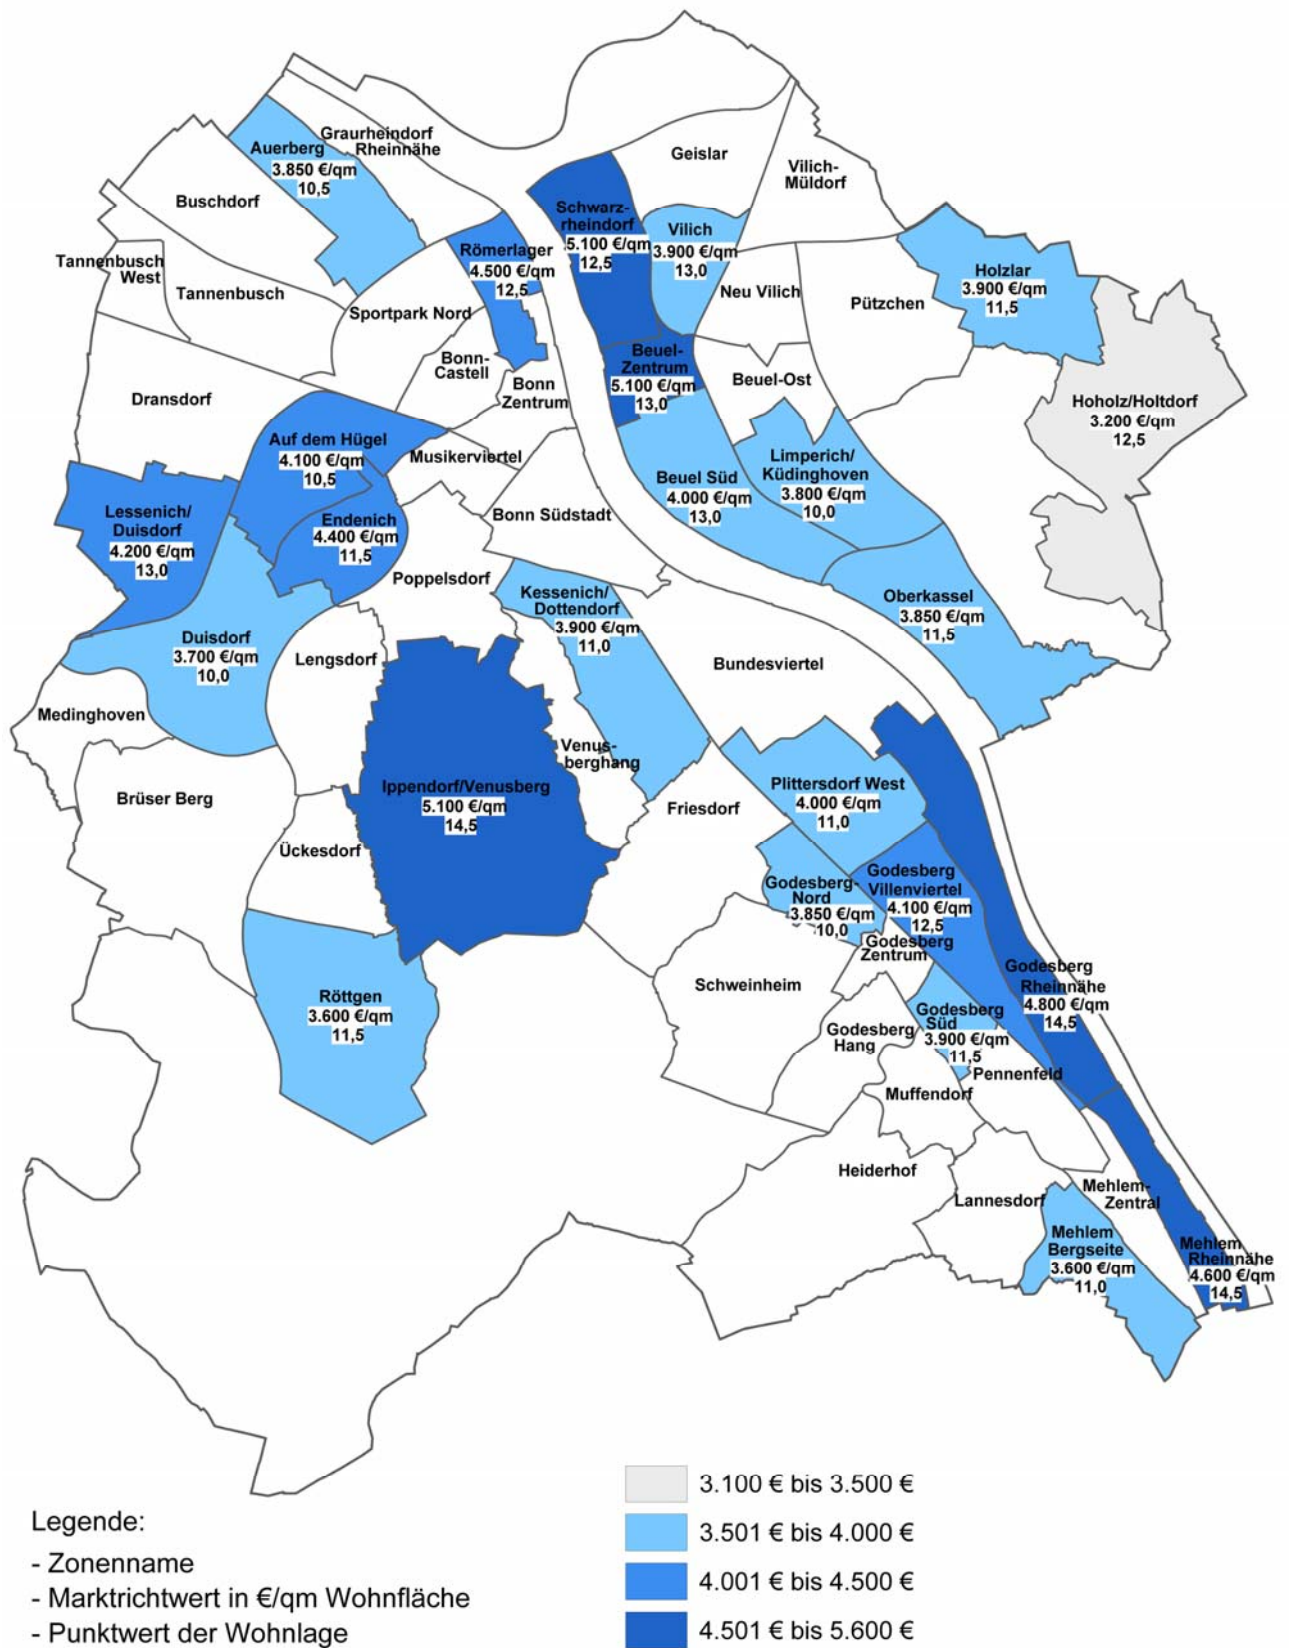 Graurheindorf
Rheinnähe
Auerberg
3.850 €/qm
10,5
Geislar
Vilich-
Müldorf
Buschdorf
Schwarz-
rheindorf
5.100 €/qm
12,5
Vilich
3.900 €/qm
13,0
Römerlager
4.500 €/qm
12,5
Tannenbusch
West
Tannenbusch
Sportpark Nord
Neu Vilich
Pützchen
Holzlar
3.900 €/qm
11,5
Bonn-
Castell
Bonn
Zentrum
Beuel-
Zentrum
5.100 €/qm
13,0
Beuel-Ost
Dransdorf
Hoholz/Holtdorf
3.200 €/qm
12,5
Auf dem Hügel
4.100 €/qm
10,5
Musikerviertel
Limperich/
Küdinghoven
3.800 €/qm
10,0
Beuel Süd
4.000 €/qm
13,0
Lessenich/
Duisdorf
4.200 €/qm
13,0
Endenich
4.400 €/qm
11,5
Bonn Südstadt
Poppelsdorf
Kessenich/
Dottendorf
3.900 €/qm
11,0
Oberkassel
3.850 €/qm
11,5
Duisdorf
3.700 €/qm
10,0
Lengsdorf
Bundesviertel
Medinghoven
Venus-
berghang
Brüser Berg
Ippendorf/Venusberg
5.100 €/qm
14,5
Plittersdorf West
4.000 €/qm
11,0
Friesdorf
Ückesdorf
Godesberg-
Nord
3.850 €/qm
10,0
Godesberg
Villenviertel
4.100 €/qm
12,5
Godesberg
Zentrum
Schweinheim
Godesberg
Rheinnähe
4.800 €/qm
14,5
Röttgen
3.600 €/qm
11,5
Godesberg
Süd
3.900 €/qm
11,5
Godesberg
Hang
Pennenfeld
Muffendorf
Heiderhof
Lannesdorf
Mehlem-
Zentral
Mehlem
Bergseite
3.600 €/qm
11,0
Mehlem
Rheinnähe
4.600 €/qm
14,5
Legende:
- Zonenname
- Marktrichtwert in €/qm Wohnfläche
- Punktwert der Wohnlage
3.100 € bis 3.500 €
3.501 € bis 4.000 €
4.001 € bis 4.500 €
4.501 € bis 5.600 €